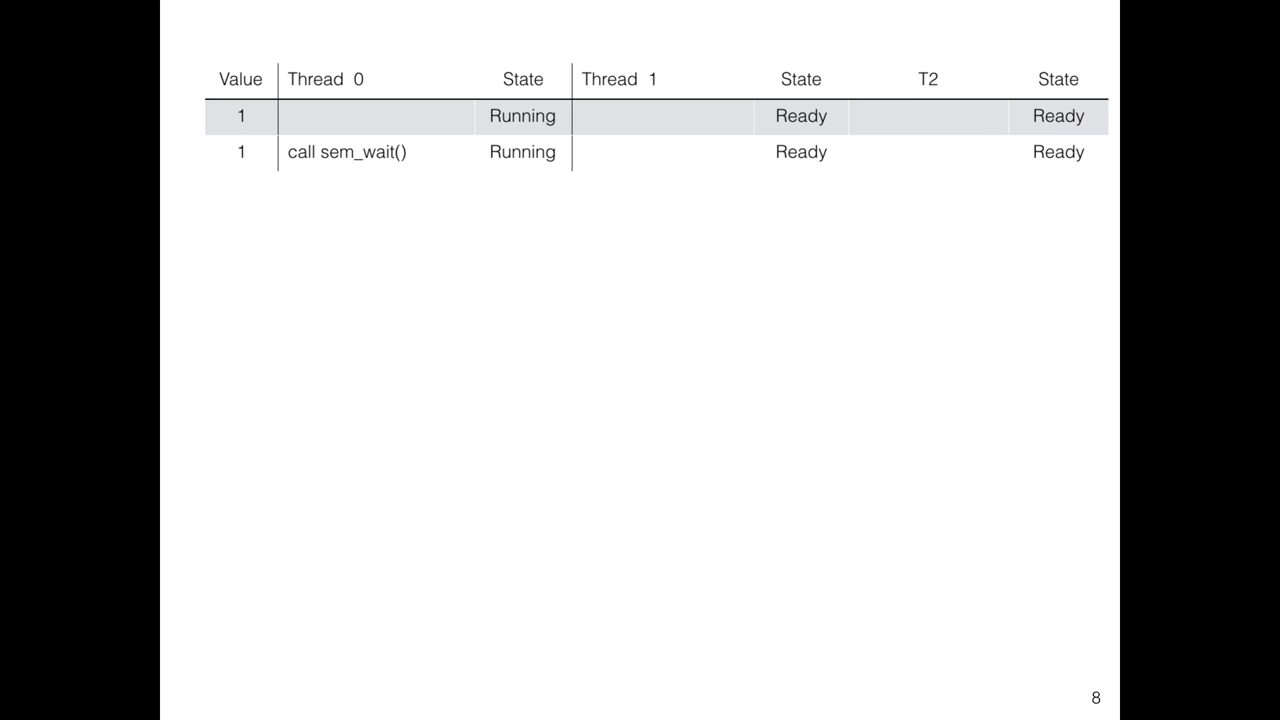 Value Thread 0 State Thread 1 State T2 State
1 Running Ready Ready
1 call sem_wait() Running Ready Ready
8